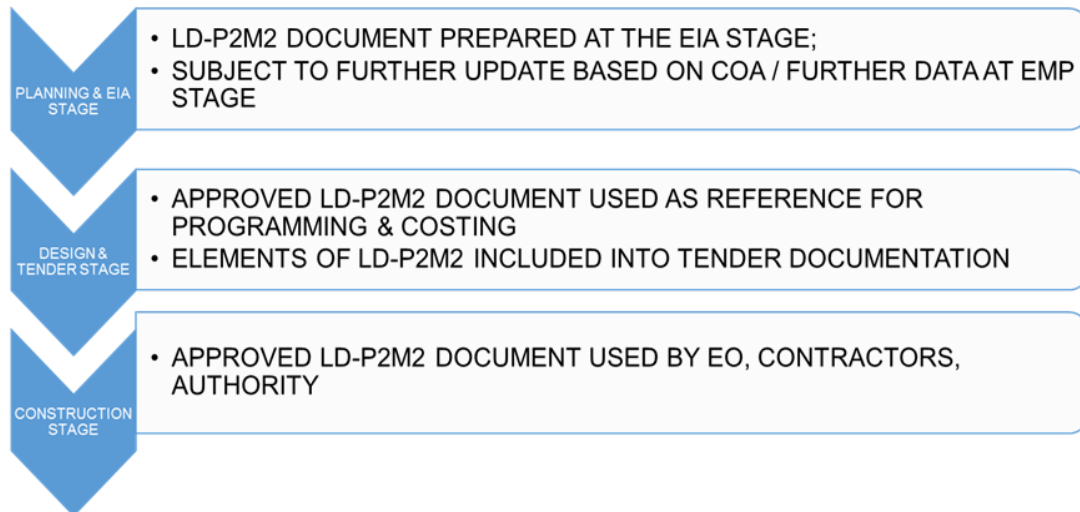 PLANNING & EIA
STAGE
• LD-P2M2 DOCUMENT PREPARED AT THE EIA STAGE;
• SUBJECT TO FURTHER UPDATE BASED ON COA / FURTHER DATA AT EMP
STAGE
DESIGN &
TENDER STAGE
• APPROVED LD-P2M2 DOCUMENT USED AS REFERENCE FOR
PROGRAMMING & COSTING
• ELEMENTS OF LD-P2M2 INCLUDED INTO TENDER DOCUMENTATION
CONSTRUCTION
STAGE
• APPROVED LD-P2M2 DOCUMENT USED BY EO, CONTRACTORS,
AUTHORITY